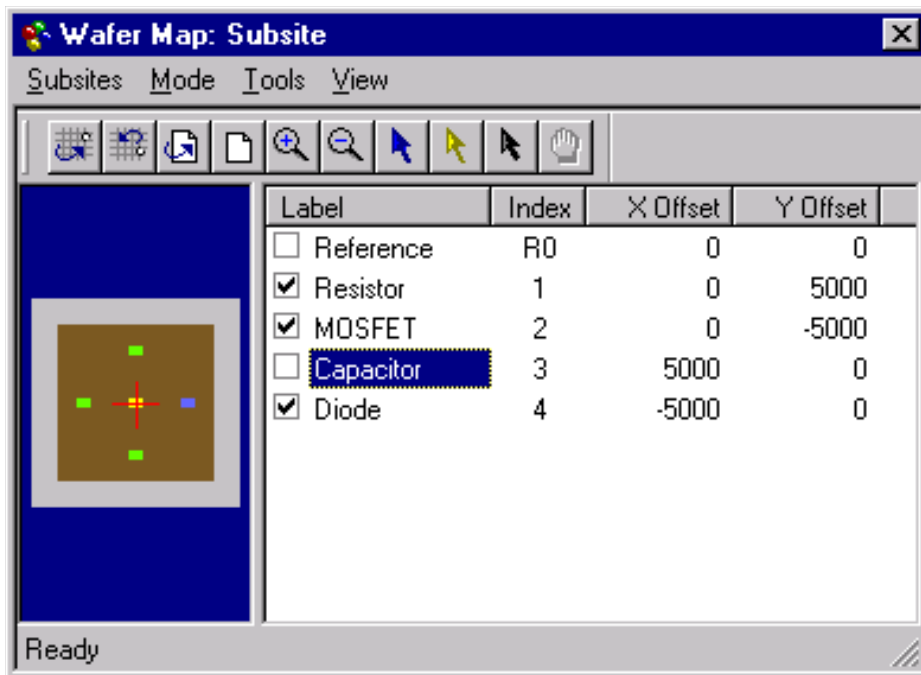 Wafer Map: Subsite
Subsites Mode Tools View
Label Index X Offset Y Offset
Reference R0 0 0
Resistor 1 0 5000
MOSFET 2 0 -5000
Capacitor 3 5000 0
Diode 4 -5000 0
Ready